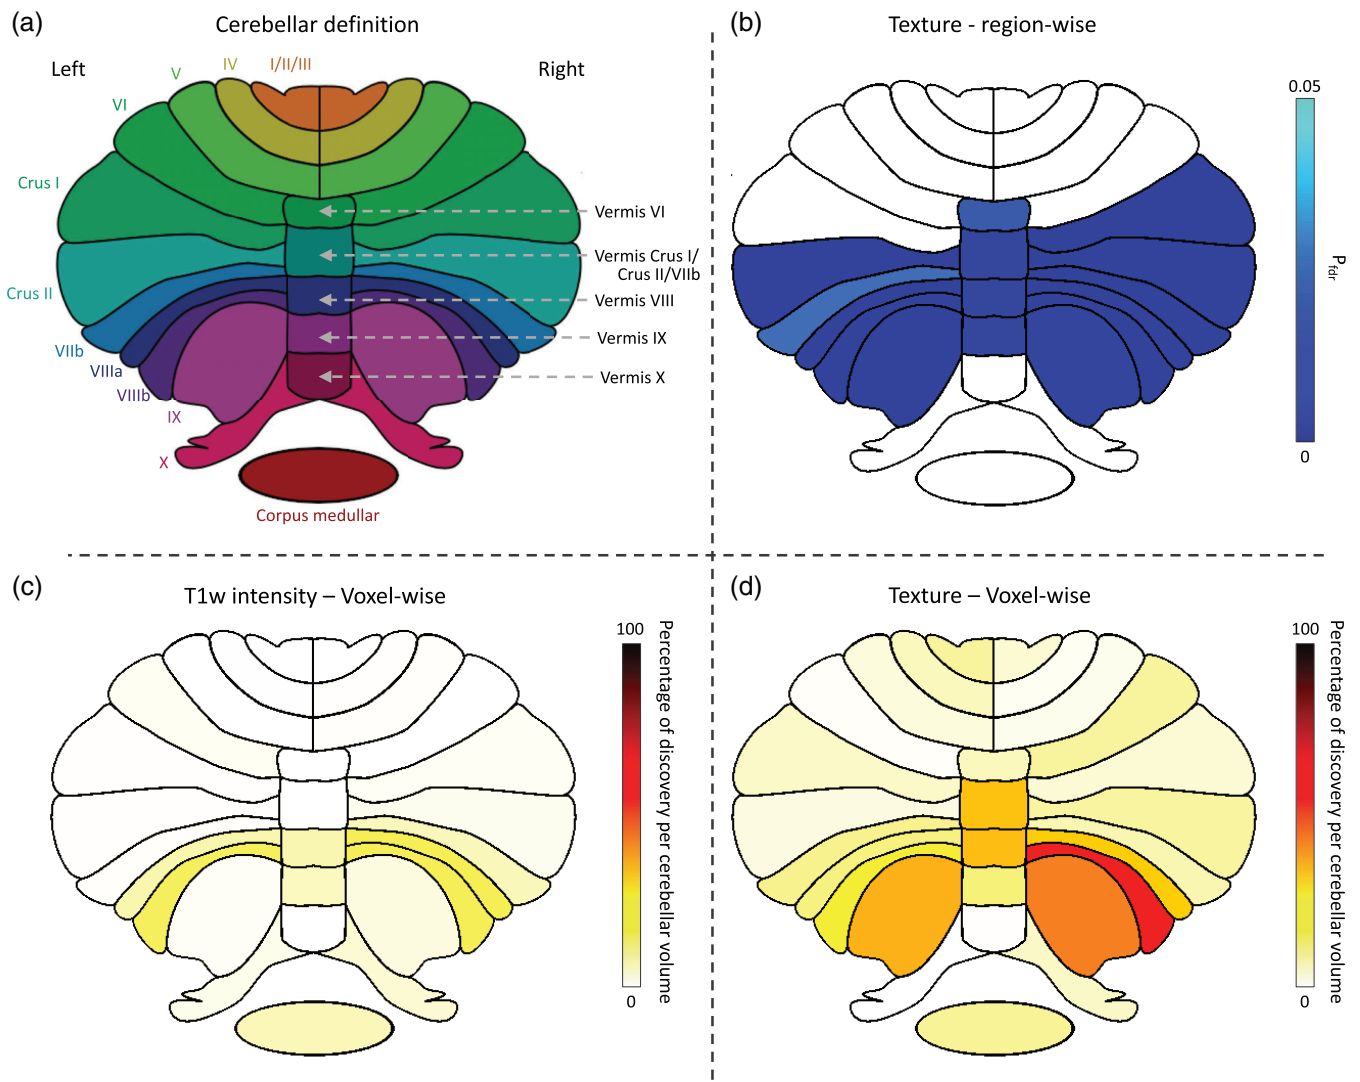 (a)
Cerebellar definition
Left
Right
I/II/III
IV
V
VI
Crus I
Crus II
VIIb
VIIIa
VIIIb
IX
X
Corpus medullar
Vermis VI
Vermis Crus I/
Crus II/VIIb
Vermis VIII
Vermis IX
Vermis X
(b)
Texture - region-wise
0.05
Pfdr
0
(c)
T1w intensity – Voxel-wise
100
Percentage of discovery per cerebellar volume
0
(d)
Texture – Voxel-wise
100
Percentage of discovery per cerebellar volume
0